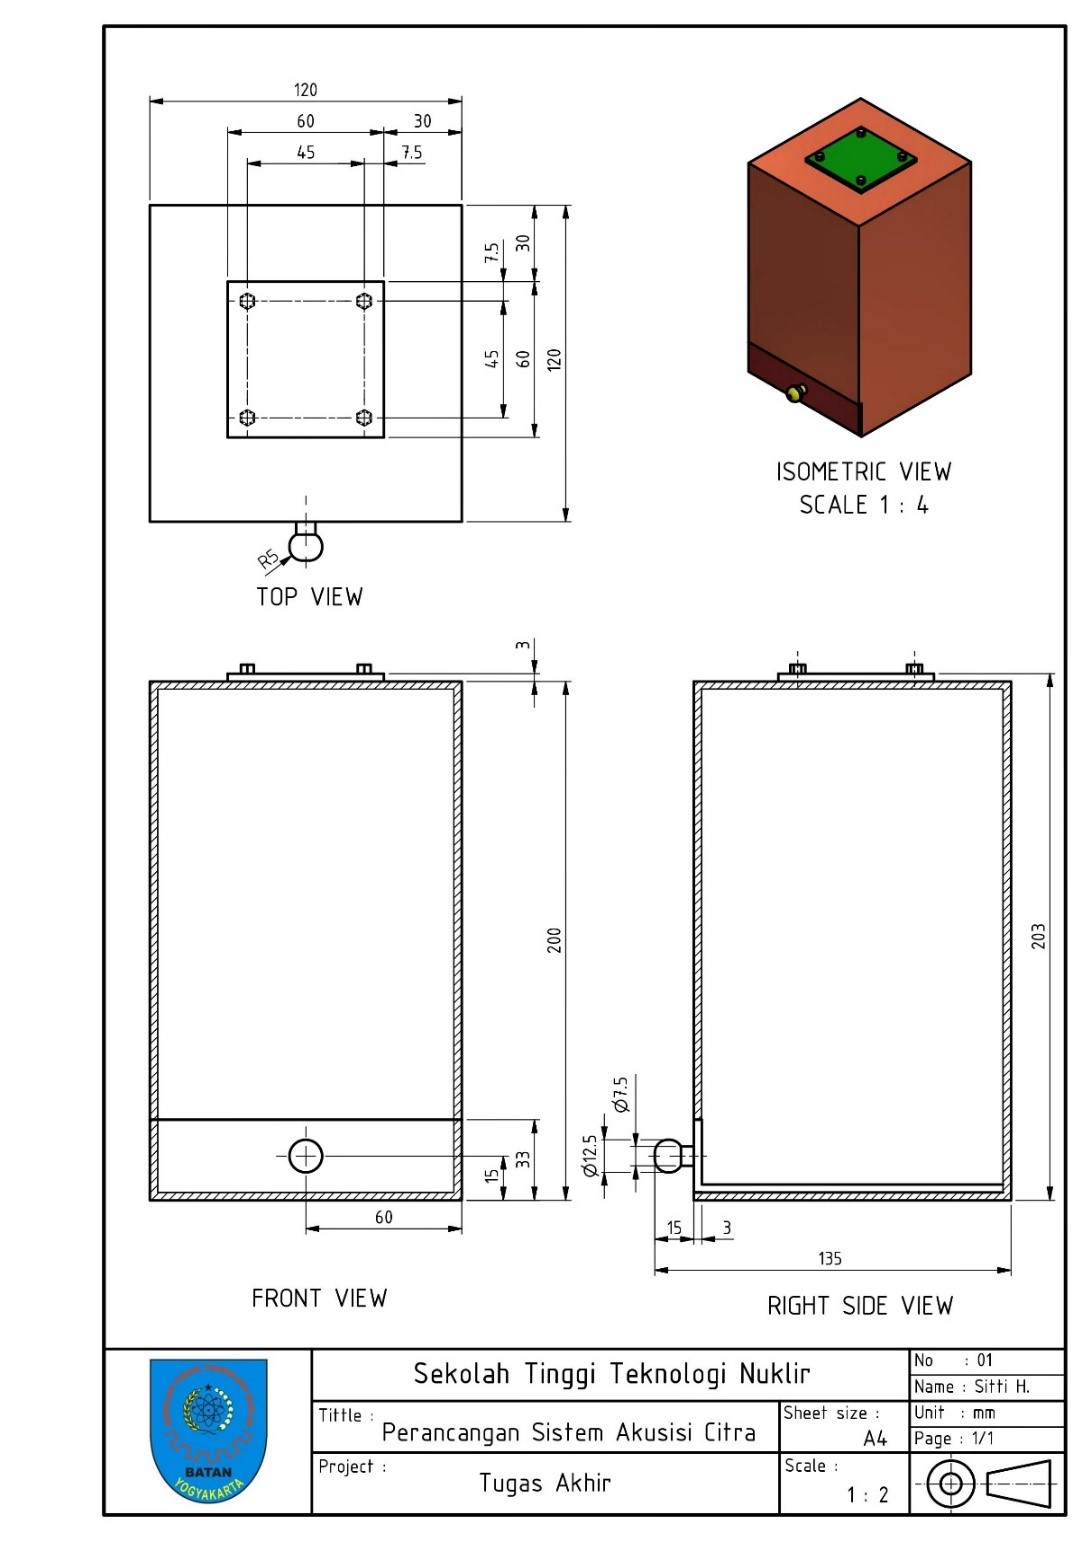 120
60 30
45 7.5
7.5
30
45
60
120
R5
TOP VIEW
ISOMETRIC VIEW
SCALE 1 : 4
3
200
33
15
60
FRONT VIEW
203
Ø7.5
Ø12.5
15 3
135
RIGHT SIDE VIEW
BATAN
YOGYAKARTA
Sekolah Tinggi Teknologi Nuklir
Tittle :
Perancangan Sistem Akusisi Citra
Project :
Tugas Akhir
Sheet size :
A4
Scale :
1 : 2
No : 01
Name : Sitti H.
Unit : mm
Page : 1/1